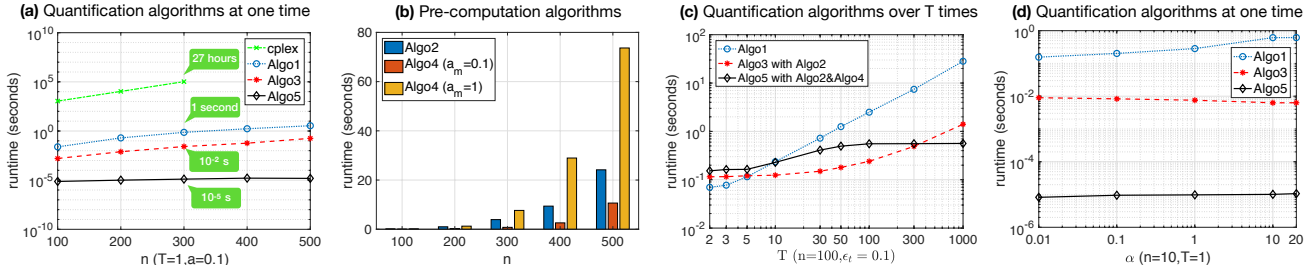 (a) Quantification algorithms at one time
10^10
10^5
10^0
10^-5
10^-10
runtime (seconds)
cplex
Algo1
Algo3
Algo5
27 hours
1 second
10^-2 s
10^-5 s
100 200 300 400 500
n (T=1,a=0.1)
(b) Pre-computation algorithms
80
60
40
20
0
runtime (seconds)
Algo2
Algo4 (a_m=0.1)
Algo4 (a_m=1)
100 200 300 400 500
n
(c) Quantification algorithms over T times
10^2
10^1
10^0
10^-1
10^-2
runtime (seconds)
Algo1
Algo3 with Algo2
Algo5 with Algo2&Algo4
2 3 5 10 30 50 100 300 1000
T (n=100,ϵ_t = 0.1)
(d) Quantification algorithms at one time
10^0
10^-2
10^-4
10^-6
runtime (seconds)
Algo1
Algo3
Algo5
0.01 0.1 1 10 20
α (n=10,T=1)